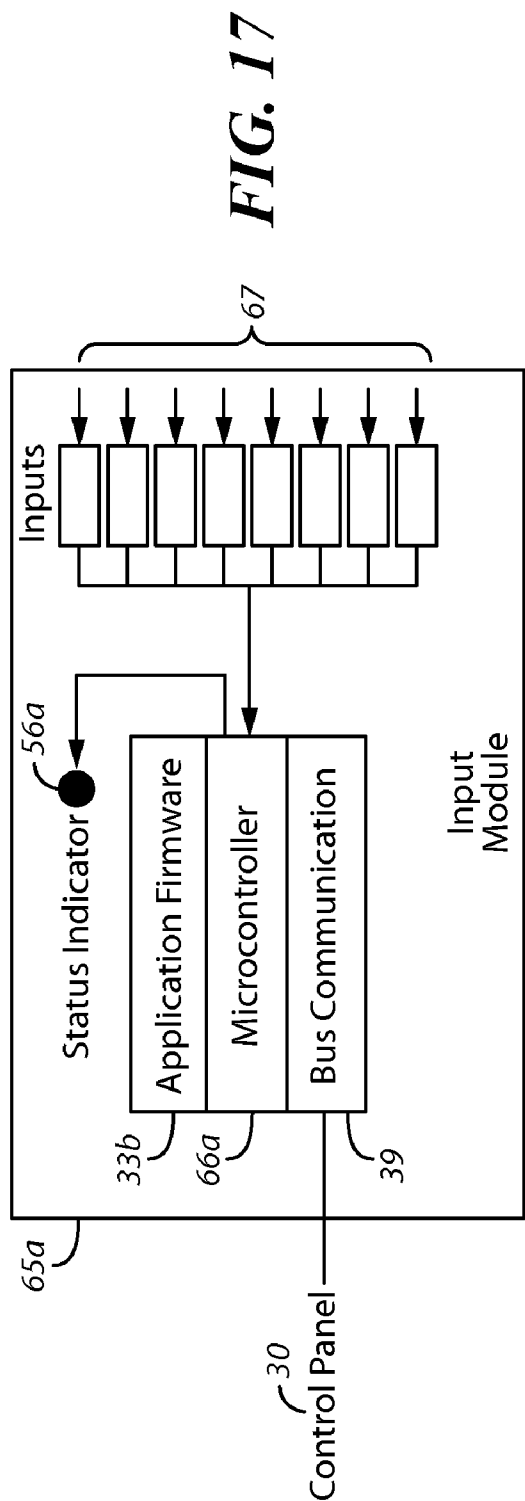 65a
Status Indicator
56a
Inputs
67
33b
Application Firmware
66a
Microcontroller
39
Bus Communication
30
Control Panel
Input
Module
FIG. 17